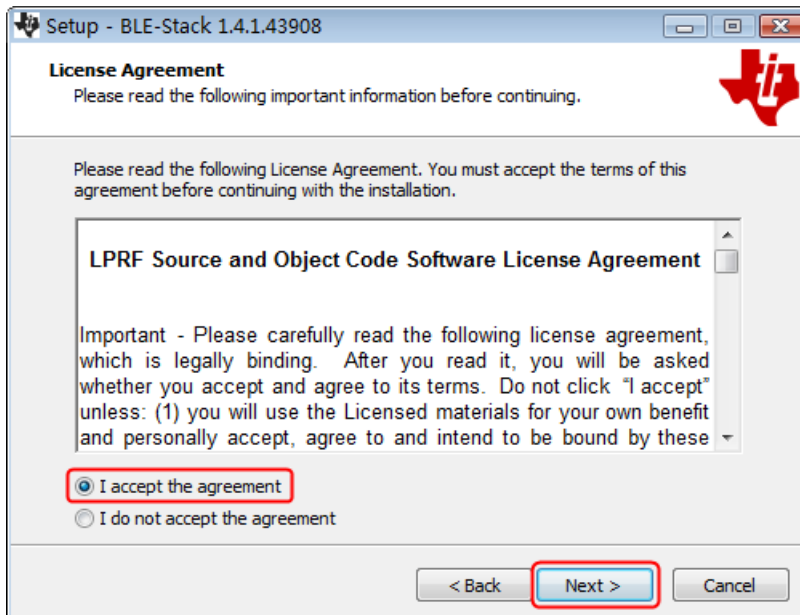 Setup - BLE-Stack 1.4.1.43908
License Agreement
Please read the following important information before continuing.
Please read the following License Agreement. You must accept the terms of this
agreement before continuing with the installation.
LPRF Source and Object Code Software License Agreement
Important - Please carefully read the following license agreement,
which is legally binding. After you read it, you will be asked
whether you accept and agree to its terms. Do not click “I accept”
unless: (1) you will use the Licensed materials for your own benefit
and personally accept, agree to and intend to be bound by these
I accept the agreement
I do not accept the agreement
< Back Next > Cancel